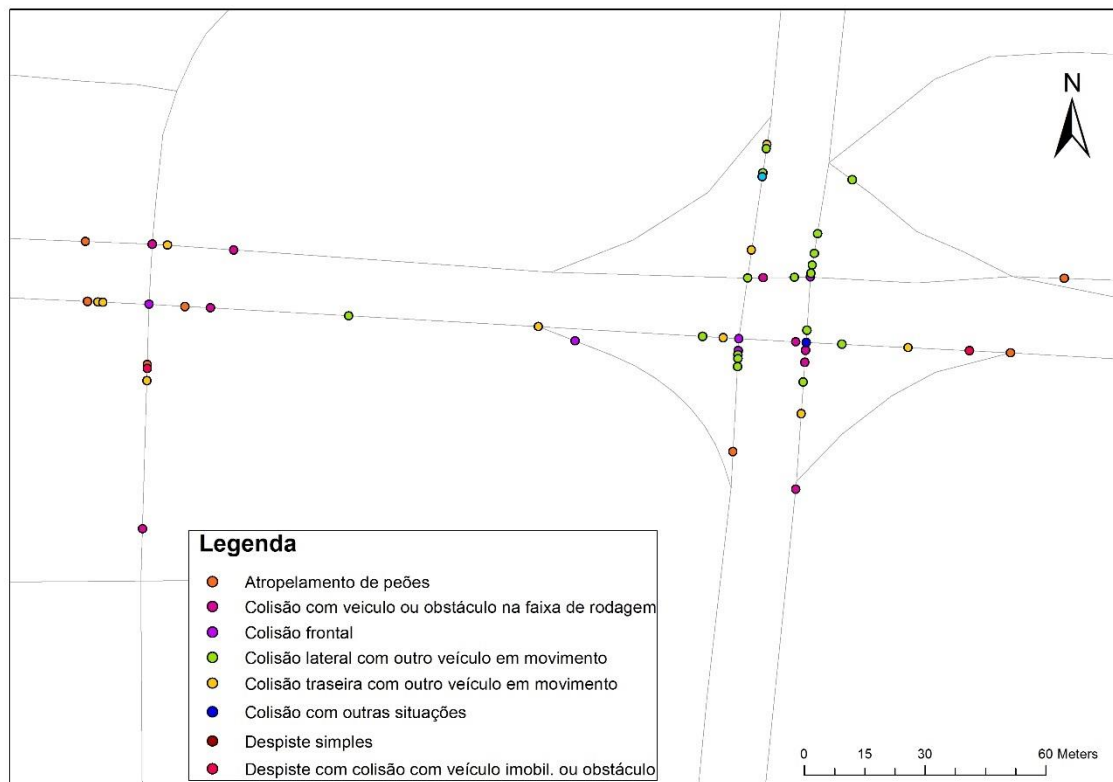 N
Legenda
Atropelamento de peões
Colisão com veiculo ou obstáculo na faixa de rodagem
Colisão frontal
Colisão lateral com outro veículo em movimento
Colisão traseira com outro veículo em movimento
Colisão com outras situações
Despiste simples
Despiste com colisão com veículo imobil. ou obstáculo
0 15 30 60 Meters